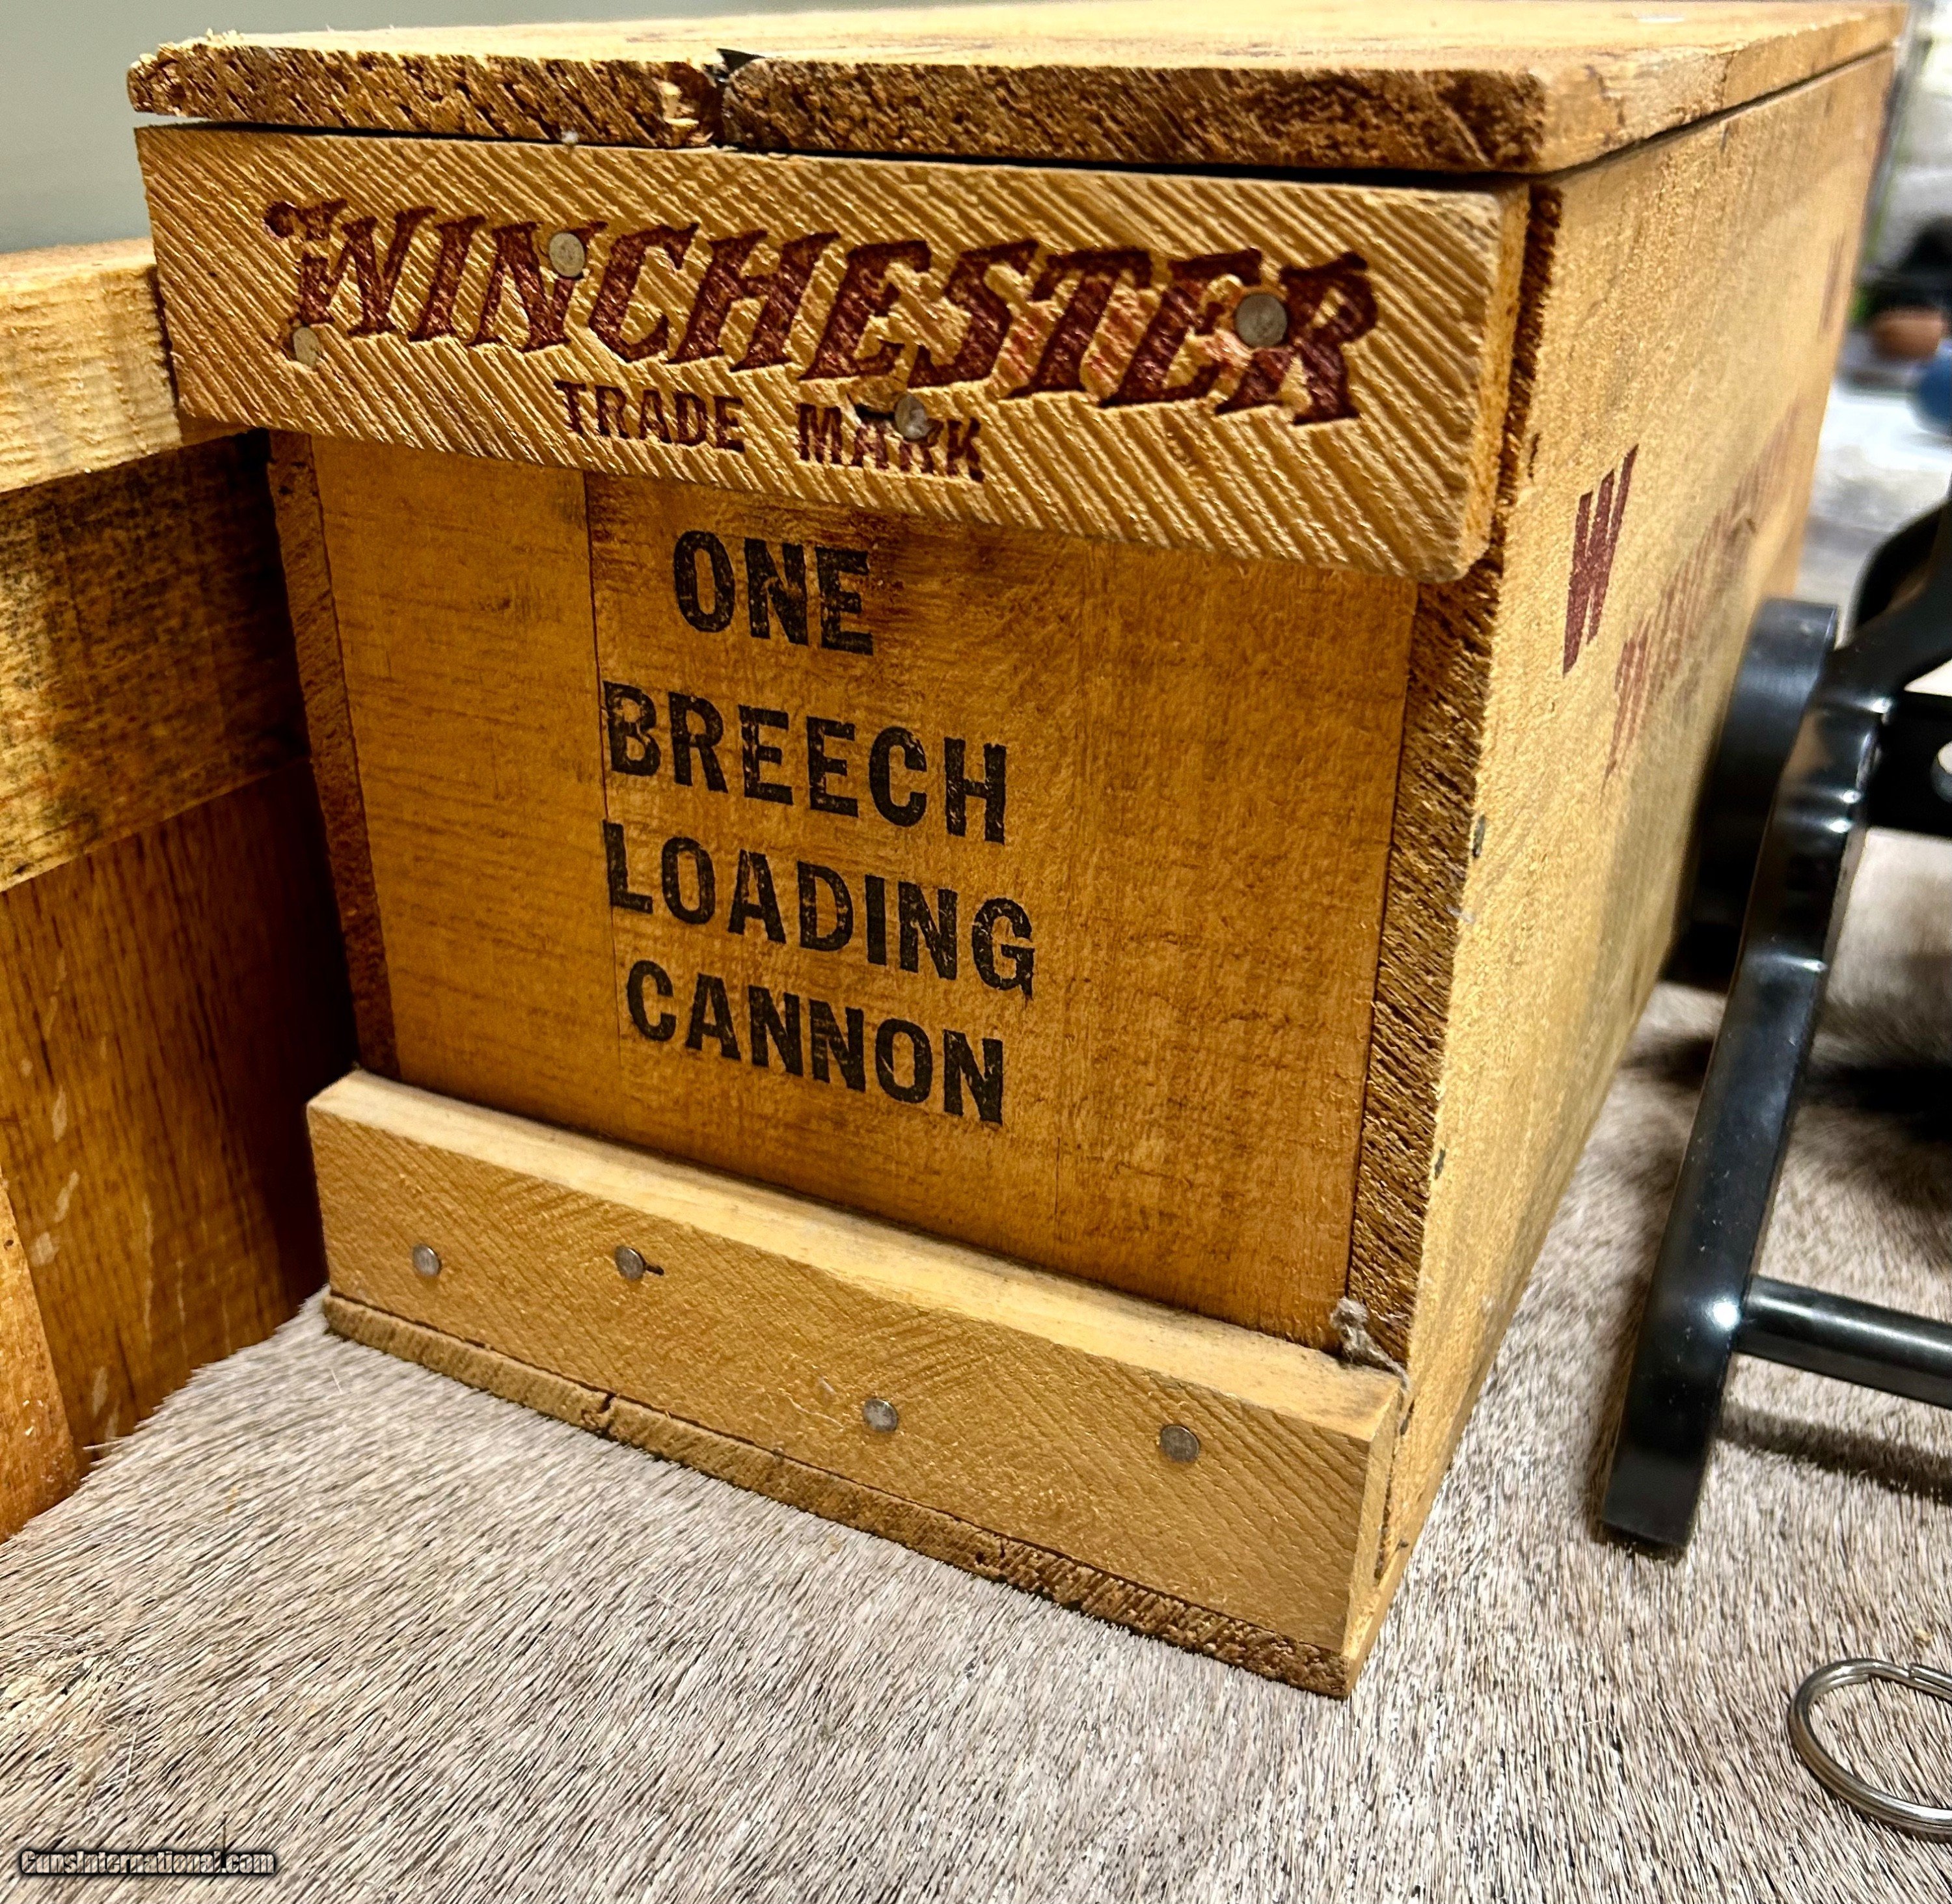 WINCHESTER
TRADE MARK
ONE
BREECH
LOADING
CANNON
W
GunsInternational.com